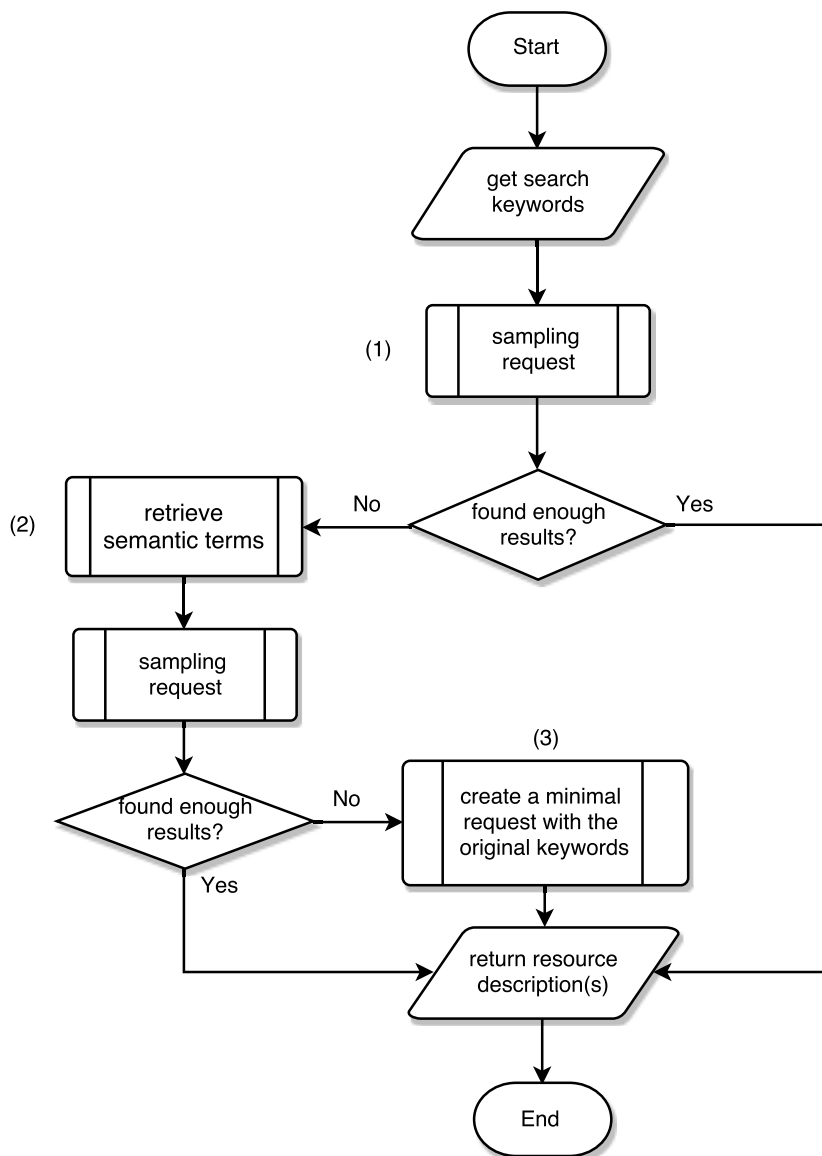 Start
get search
keywords
(1)
sampling
request
found enough
results?
Yes
No
(2)
retrieve
semantic terms
sampling
request
found enough
results?
No
Yes
(3)
create a minimal
request with the
original keywords
return resource
description(s)
End